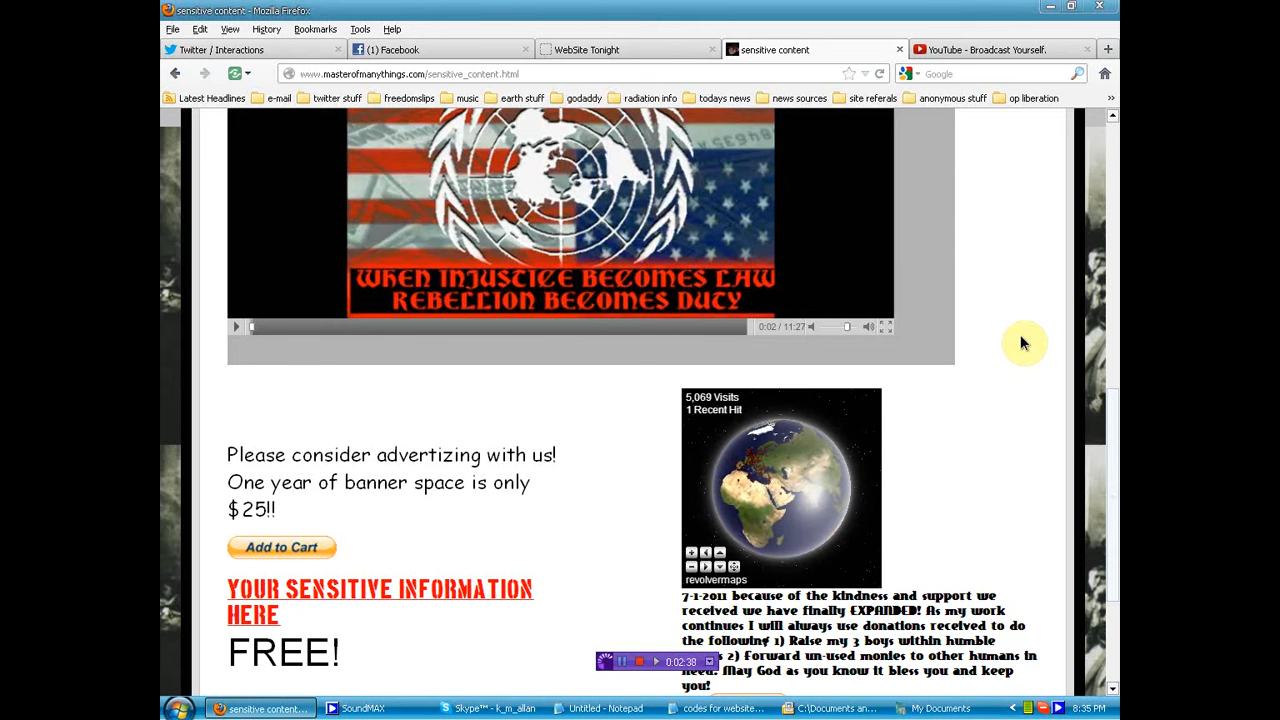 sensitive content - Mozilla Firefox
File Edit View History Bookmarks Tools Help
Twitter / Interactions (1) Facebook WebSite Tonight sensitive content YouTube - Broadcast Yourself.
www.masterofmanythings.com/sensitive_content.html Google
Latest Headlines e-mail twitter stuff freedomslips music earth stuff godaddy radiation info todays news news sources site referals anonymous stuff op liberation
WHEN INJUSTICE BECOMES LAW
REBELLION BECOMES DUTY
0:02 / 11:27
5,069 Visits
1 Recent Hit
revolvermaps
Please consider advertizing with us!
One year of banner space is only
$25!!
Add to Cart
YOUR SENSITIVE INFORMATION
HERE
FREE!
7-1-2011 because of the kindness and support we
received we have finally EXPANDED! As my work
continues I will always use donations received to do
the following 1) Raise my 3 boys within humble
2) Forward un-used monies to other humans in
need. May God as you know it bless you and keep
you!
0:02:38
sensitive content... SoundMAX Skype™ - k_m_allan Untitled - Notepad codes for website... C:\Documents an... My Documents 8:35 PM